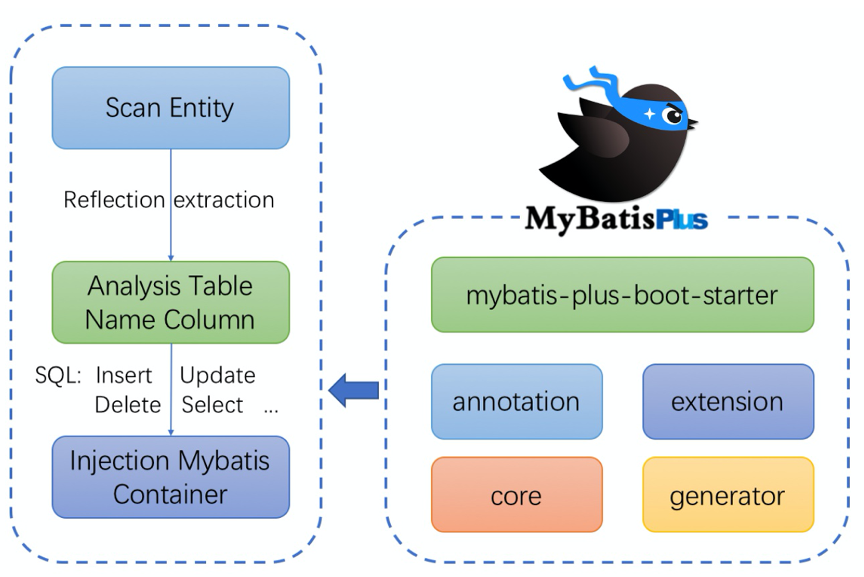 Scan Entity
Reflection extraction
Analysis Table
Name Column
SQL: Insert Update
Delete Select ...
Injection Mybatis
Container
MyBatisPlus
mybatis-plus-boot-starter
annotation
extension
core
generator